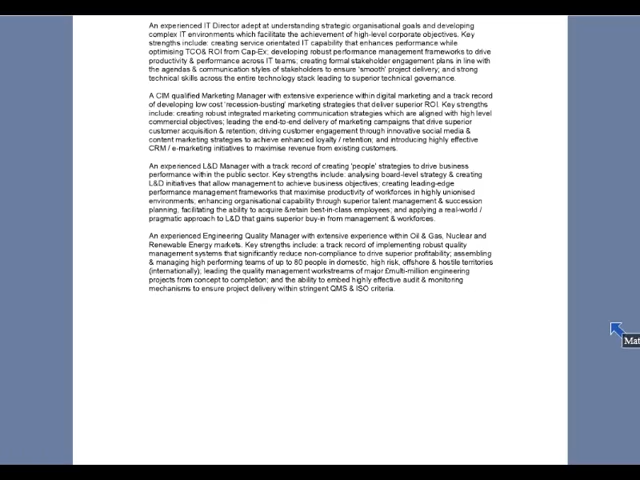 An experienced IT Director adept at understanding strategic organisational goals and developing
complex IT environments which facilitate the achievement of high-level corporate objectives. Key
strengths include: creating service orientated IT capability that enhances performance while
optimising TCO& ROI from Cap-Ex; developing robust performance management frameworks to drive
productivity & performance across IT teams; creating formal stakeholder engagement plans in line with
the agendas & communication styles of stakeholders to ensure 'smooth' project delivery; and strong
technical skills across the entire technology stack leading to superior technical governance.
A CIM qualified Marketing Manager with extensive experience within digital marketing and a track record
of developing low cost 'recession-busting' marketing strategies that deliver superior ROI. Key strengths
include: creating robust integrated marketing communication strategies which are aligned with high level
commercial objectives; leading the end-to-end delivery of marketing campaigns that drive superior
customer acquisition & retention, driving customer engagement through innovative social media &
content marketing strategies to achieve enhanced loyalty / retention; and introducing highly effective
CRM / e-marketing initiatives to maximise revenue from existing customers.
An experienced L&D Manager with a track record of creating 'people' strategies to drive business
performance within the public sector. Key strengths include: analysing board-level strategy & creating
L&D initiatives that allow management to achieve business objectives; creating leading-edge
performance management frameworks that maximise productivity of workforces in highly unionised
environments; enhancing organisational capability through superior talent management & succession
planning, facilitating the ability to acquire &retain best-in-class employees; and applying a real-world /
pragmatic approach to L&D that gains superior buy-in from management & workforces.
An experienced Engineering Quality Manager with extensive experience within Oil & Gas, Nuclear and
Renewable Energy markets. Key strengths include: a track record of implementing robust quality
management systems that significantly reduce non-compliance to drive superior profitability; assembling
& managing high performing teams of up to 80 people in domestic, high risk, offshore & hostile territories
(internationally); leading the quality management workstreams of major £multi-million engineering
projects from concept to completion; and the ability to embed highly effective audit & monitoring
mechanisms to ensure project delivery within stringent QMS & ISO criteria.
Mat